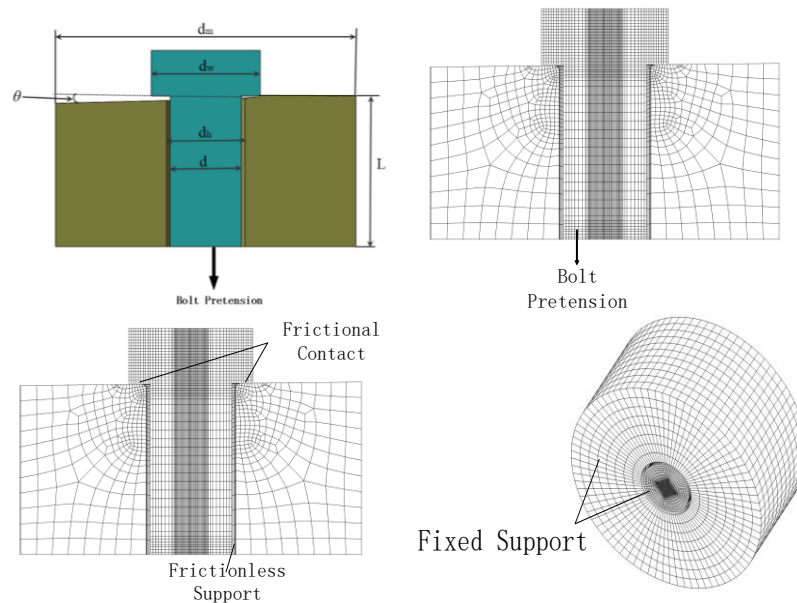 dm
dw
θ
dh
d
L
Bolt Pretension
Bolt
Pretension
Frictional
Contact
Fixed Support
Frictionless
Support